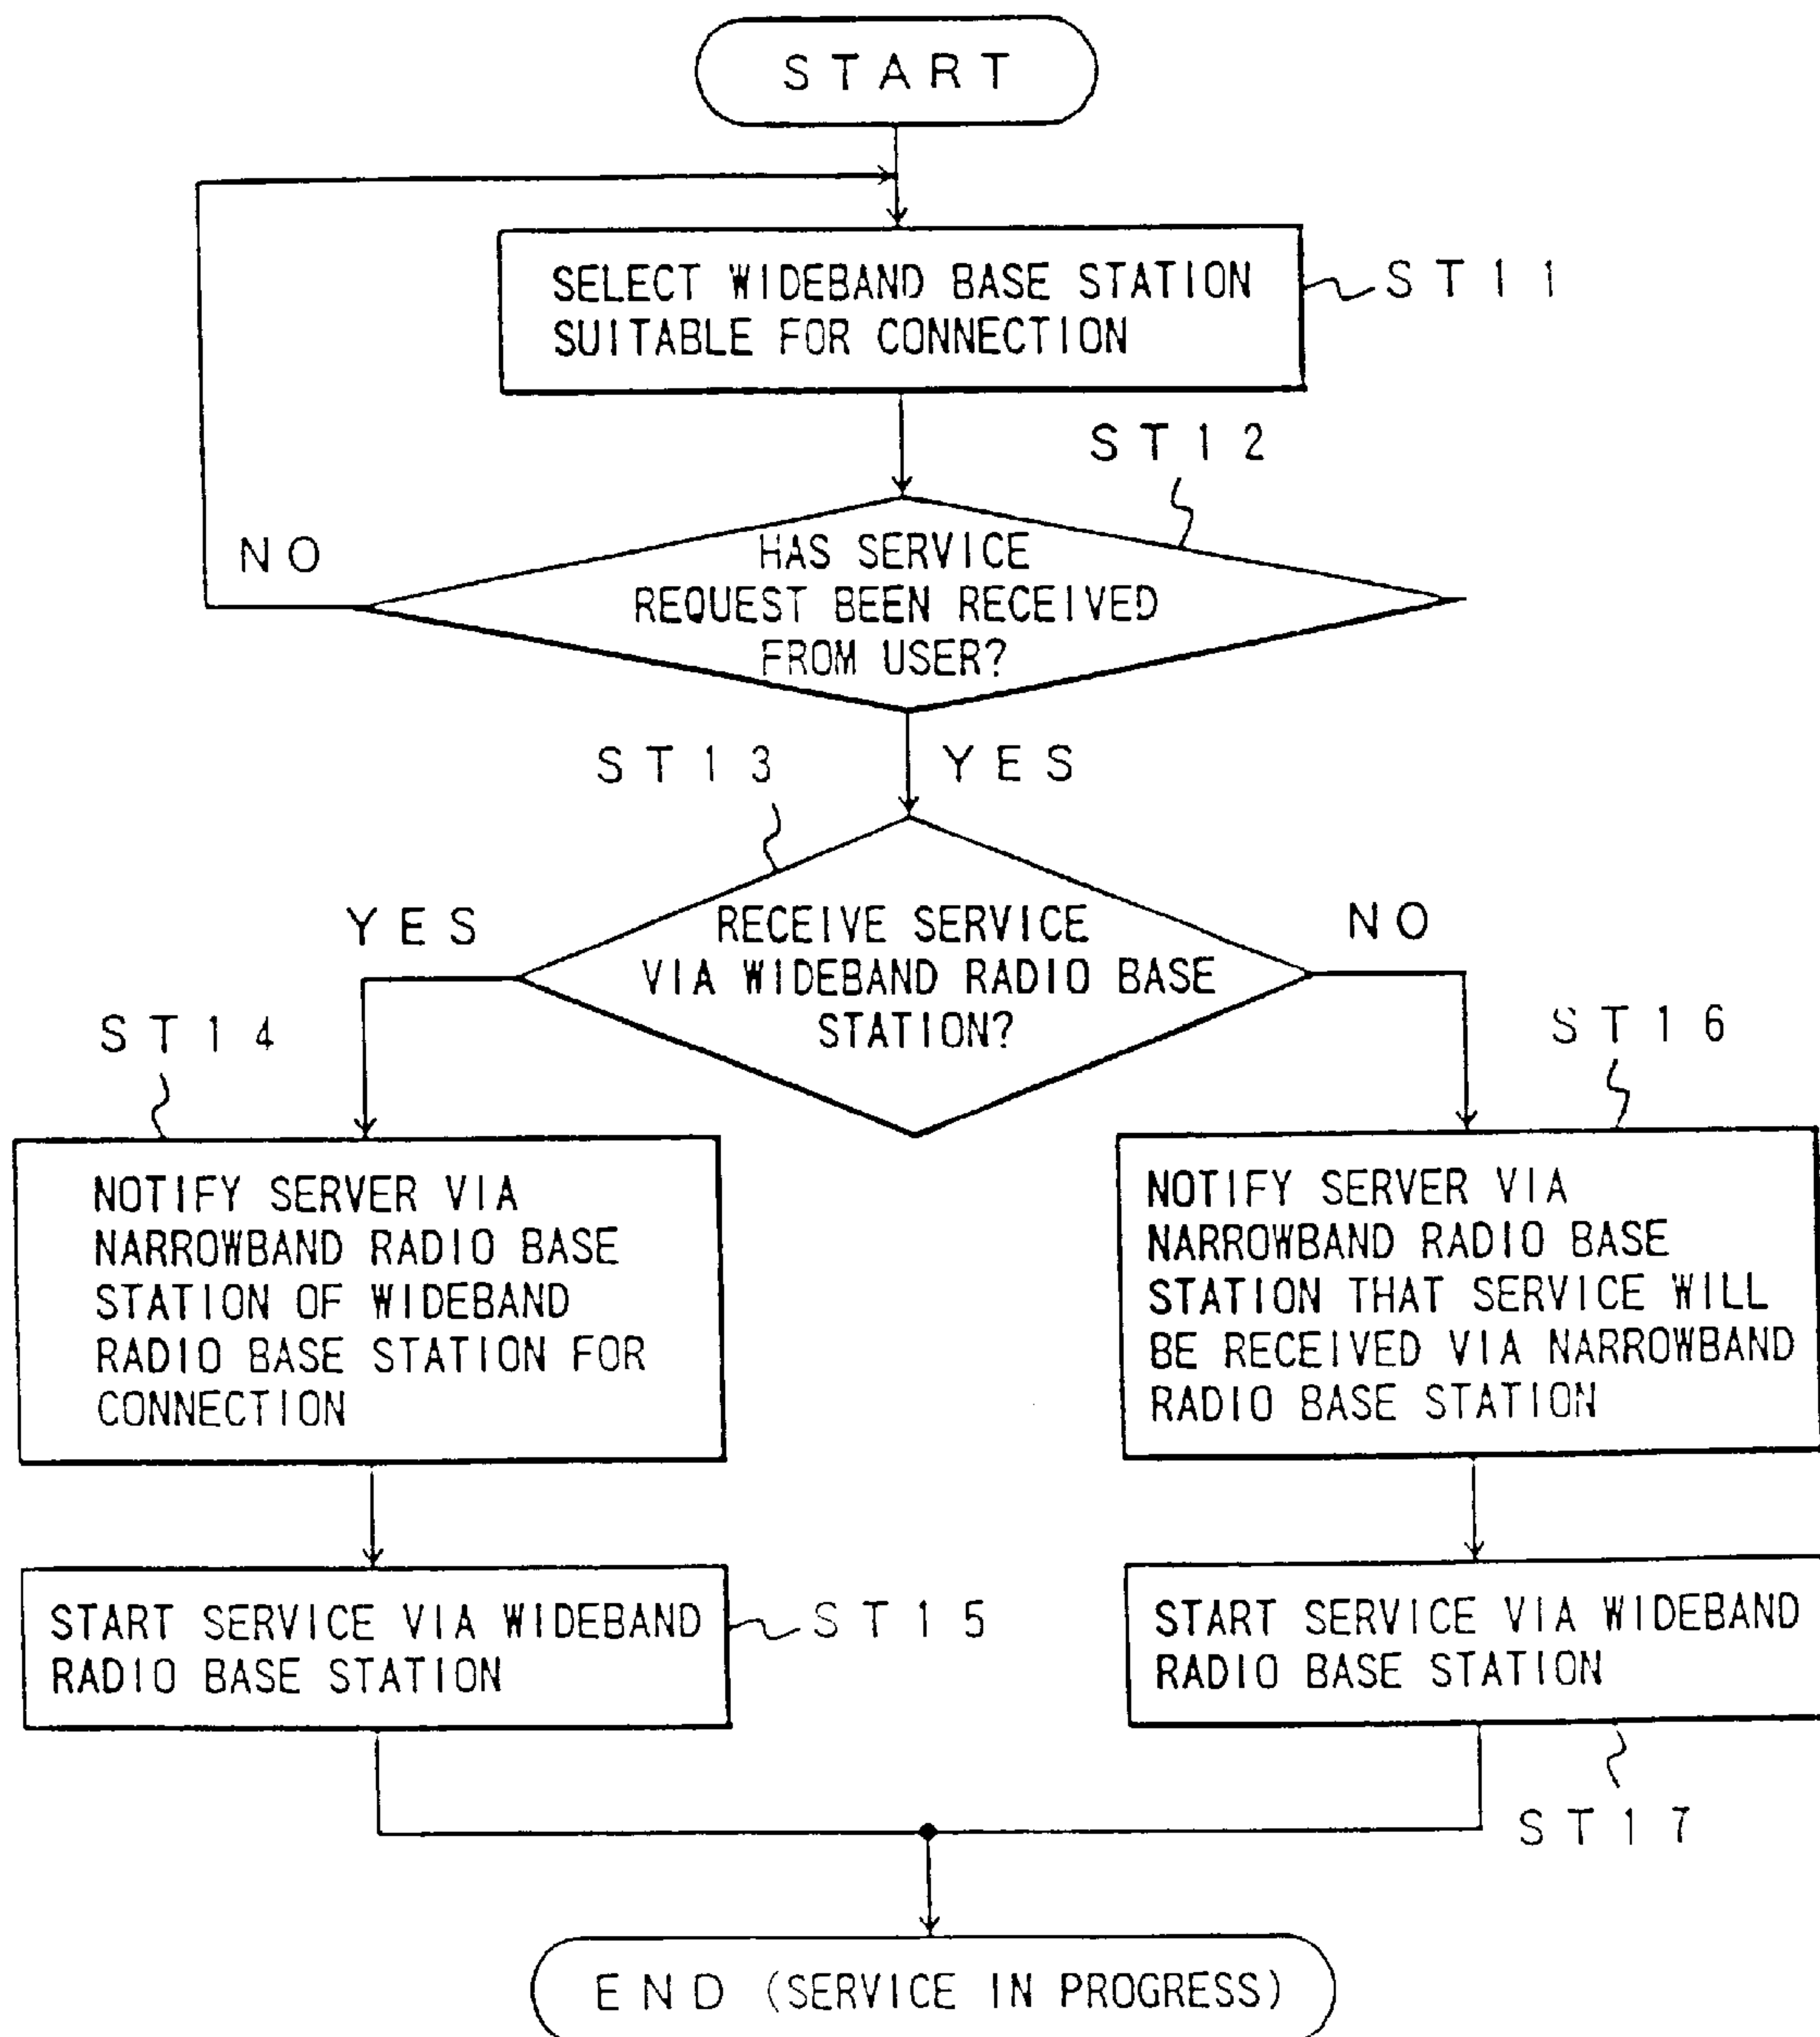 START
SELECT WIDEBAND BASE STATION
SUITABLE FOR CONNECTION
ST11
ST12
HAS SERVICE
REQUEST BEEN RECEIVED
FROM USER?
NO
YES
ST13
RECEIVE SERVICE
VIA WIDEBAND RADIO BASE
STATION?
YES
NO
ST14
NOTIFY SERVER VIA
NARROWBAND RADIO BASE
STATION OF WIDEBAND
RADIO BASE STATION FOR
CONNECTION
ST16
NOTIFY SERVER VIA
NARROWBAND RADIO BASE
STATION THAT SERVICE WILL
BE RECEIVED VIA NARROWBAND
RADIO BASE STATION
START SERVICE VIA WIDEBAND
RADIO BASE STATION
ST15
START SERVICE VIA WIDEBAND
RADIO BASE STATION
ST17
END (SERVICE IN PROGRESS)